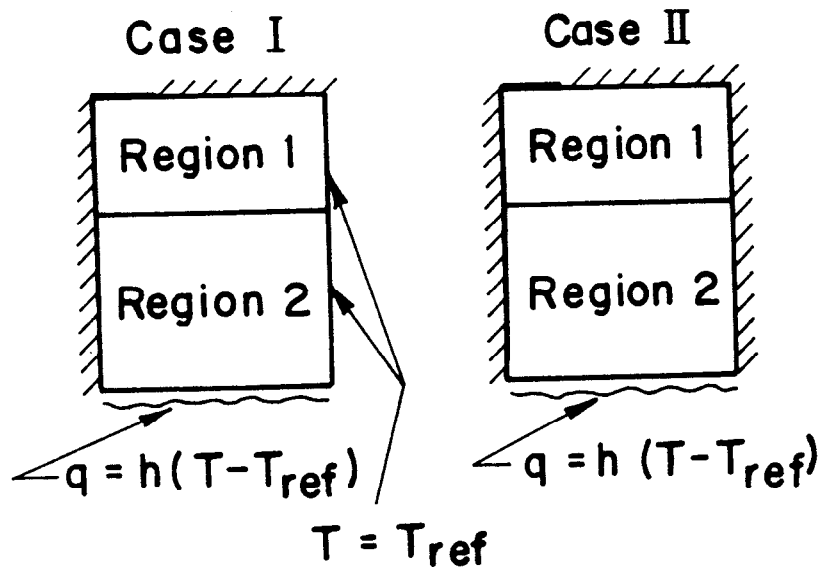 Case I
Case II
Region 1
Region 1
Region 2
Region 2
q = h(T-Tref)
q = h (T-Tref)
T = Tref